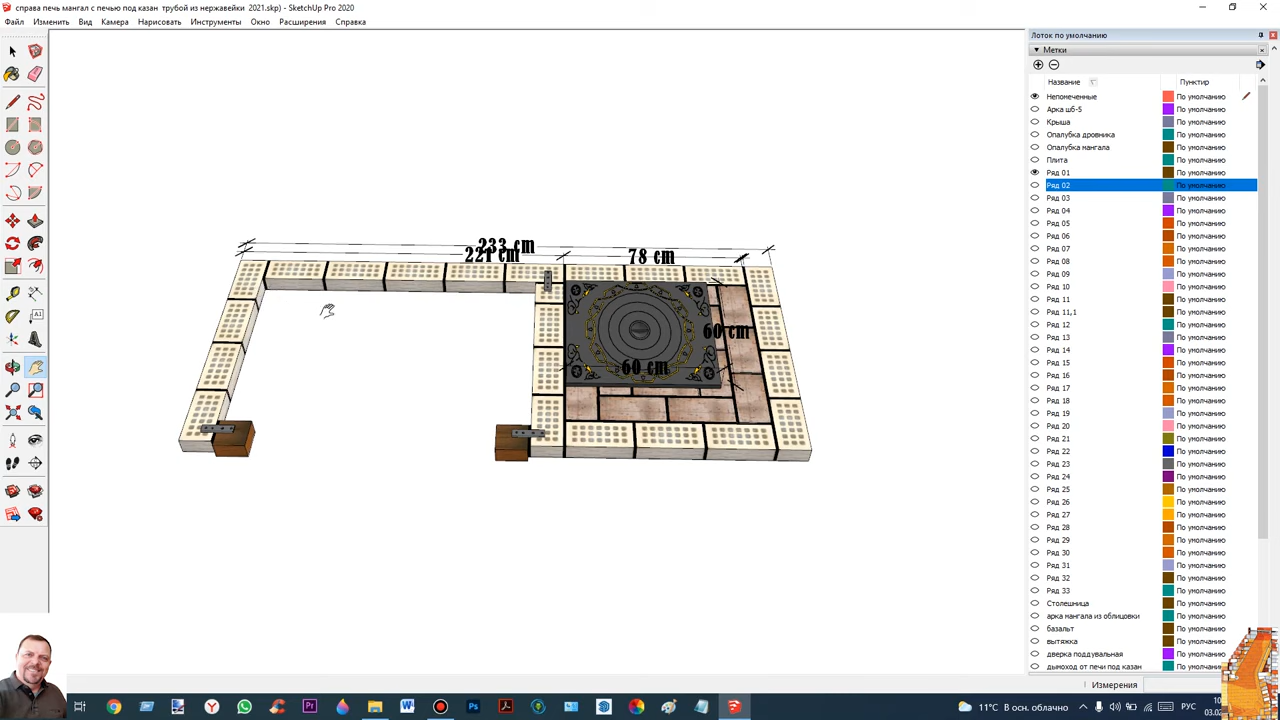 справа печь мангал с печью под казан трубой из нержавейки 2021.skp) - SketchUp Pro 2020
Файл Изменить Вид Камера Нарисовать Инструменты Окно Расширения Справка
Лоток по умолчанию
Метки
Название Пунктир
Непомеченные По умолчанию
Арка шб-5 По умолчанию
Крыша По умолчанию
Опалубка дровника По умолчанию
Опалубка мангала По умолчанию
Плита По умолчанию
Ряд 01 По умолчанию
Ряд 02 По умолчанию
Ряд 03 По умолчанию
Ряд 04 По умолчанию
Ряд 05 По умолчанию
Ряд 06 По умолчанию
Ряд 07 По умолчанию
Ряд 08 По умолчанию
Ряд 09 По умолчанию
Ряд 10 По умолчанию
Ряд 11 По умолчанию
Ряд 11,1 По умолчанию
Ряд 12 По умолчанию
Ряд 13 По умолчанию
Ряд 14 По умолчанию
Ряд 15 По умолчанию
Ряд 16 По умолчанию
Ряд 17 По умолчанию
Ряд 18 По умолчанию
Ряд 19 По умолчанию
Ряд 20 По умолчанию
Ряд 21 По умолчанию
Ряд 22 По умолчанию
Ряд 23 По умолчанию
Ряд 24 По умолчанию
Ряд 25 По умолчанию
Ряд 26 По умолчанию
Ряд 27 По умолчанию
Ряд 28 По умолчанию
Ряд 29 По умолчанию
Ряд 30 По умолчанию
Ряд 31 По умолчанию
Ряд 32 По умолчанию
Ряд 33 По умолчанию
Столешница По умолчанию
арка мангала из облицовки По умолчанию
базальт По умолчанию
вытяжка По умолчанию
дверка поддувальная По умолчанию
дымоход от печи под казан По умолчанию
233 cm
221 cm
78 cm
60 cm
60 cm
Измерения
11°C В осн. облачно
РУС
10
03.0